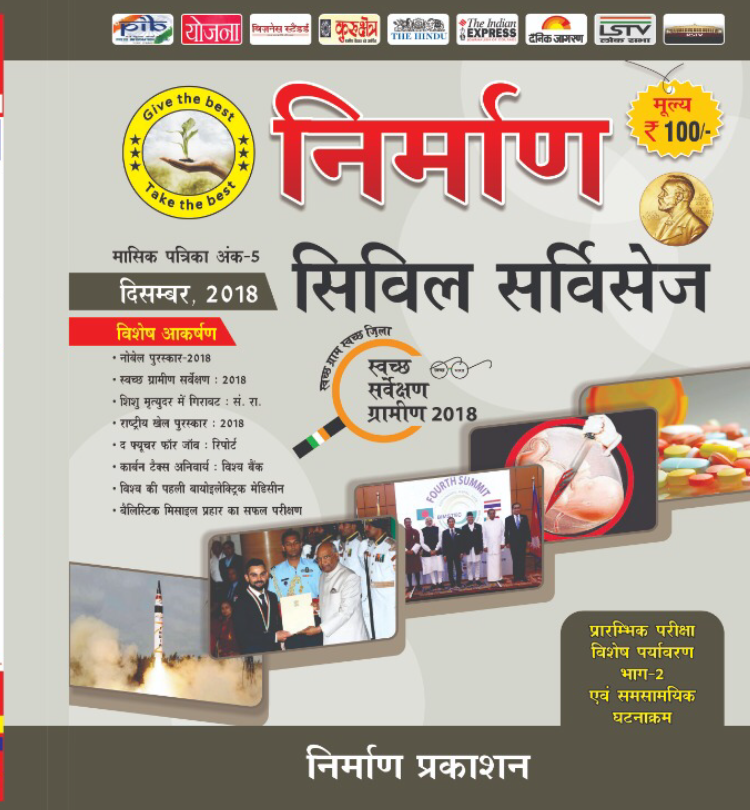 pib
योजना
बिजनेस स्टैंडर्ड
कुरुक्षेत्र
THE HINDU
The Indian
EXPRESS
दैनिक जागरण
LSTV
लोक सभा
Give the best
Take the best
निर्माण
मूल्य
₹ 100/-
मासिक पत्रिका अंक-5
दिसम्बर, 2018
सिविल सर्विसेज
विशेष आकर्षण
• नोबेल पुरस्कार-2018
• स्वच्छ ग्रामीण सर्वेक्षण : 2018
• शिशु मृत्युदर में गिरावट : सं. रा.
• राष्ट्रीय खेल पुरस्कार : 2018
• द फ्यूचर फॉर जॉब : रिपोर्ट
• कार्बन टैक्स अनिवार्य : विश्व बैंक
• विश्व की पहली बायोइलेक्ट्रिक मेडिसीन
• बैलिस्टिक मिसाइल प्रहार का सफल परीक्षण
स्वच्छ ग्राम स्वच्छ ज़िला
स्वच्छ
सर्वेक्षण
ग्रामीण 2018
FOURTH SUMMIT
BIMSTEC
प्रारम्भिक परीक्षा
विशेष पर्यावरण
भाग-2
एवं समसामयिक
घटनाक्रम
निर्माण प्रकाशन